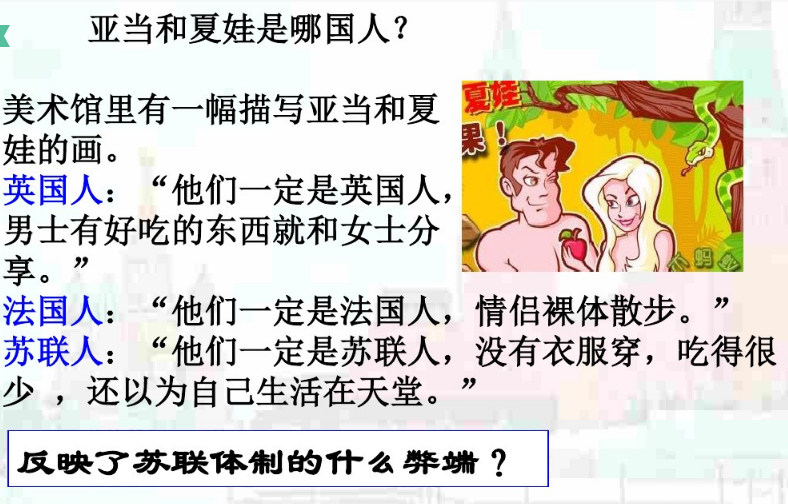 亚当和夏娃是哪国人？
美术馆里有一幅描写亚当和夏
娃的画。
夏娃
果！
英国人：“他们一定是英国人，
男士有好吃的东西就和女士分
享。”
法国人：“他们一定是法国人，情侣裸体散步。”
苏联人：“他们一定是苏联人，没有衣服穿，吃得很
少 ，还以为自己生活在天堂。”
反映了苏联体制的什么弊端？